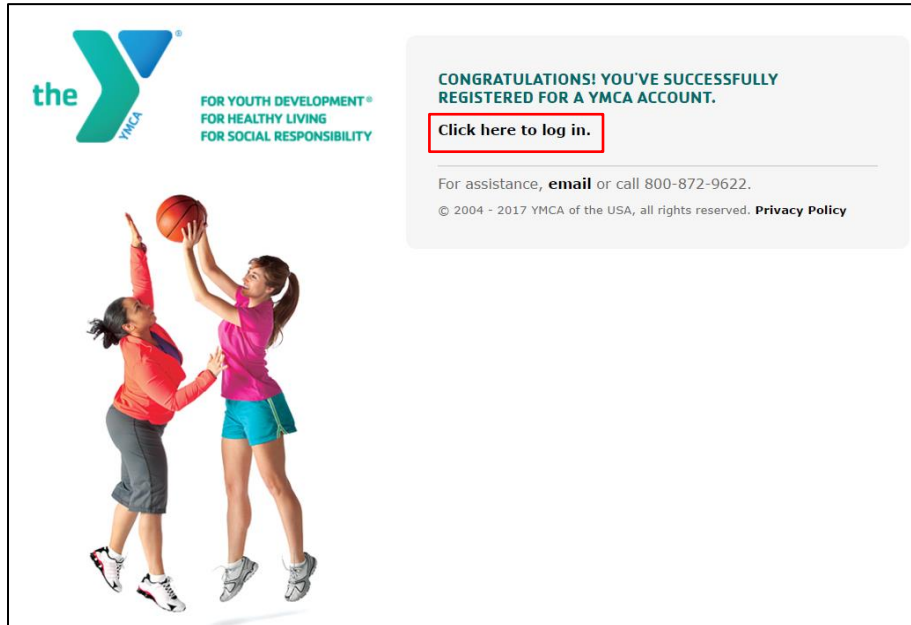 the
YMCA
®
FOR YOUTH DEVELOPMENT®
FOR HEALTHY LIVING
FOR SOCIAL RESPONSIBILITY
CONGRATULATIONS! YOU'VE SUCCESSFULLY
REGISTERED FOR A YMCA ACCOUNT.
Click here to log in.
For assistance, email or call 800-872-9622.
© 2004 - 2017 YMCA of the USA, all rights reserved. Privacy Policy